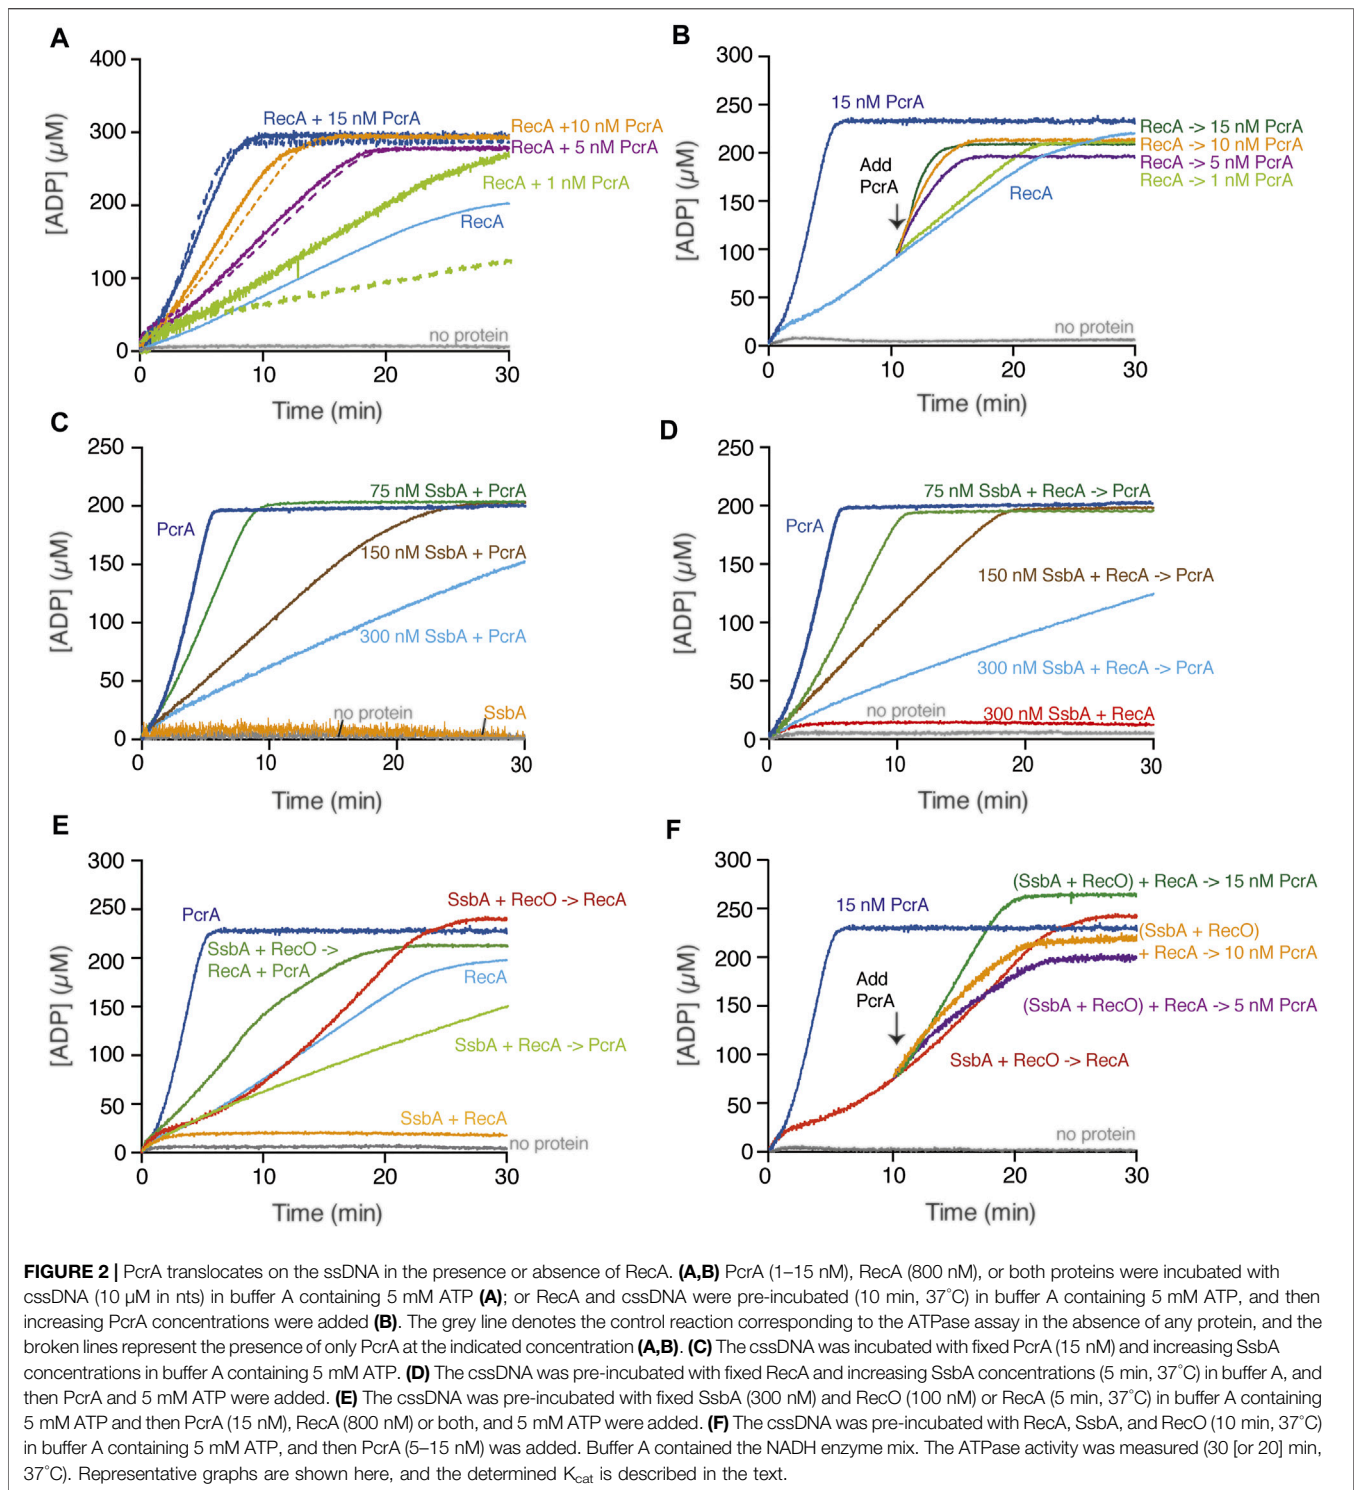 A
400
300
200
100
0
[ADP] (µM)
RecA + 15 nM PcrA
RecA +10 nM PcrA
RecA + 5 nM PcrA
RecA + 1 nM PcrA
RecA
no protein
0 10 20 30
Time (min)
B
300
250
200
150
100
50
0
[ADP] (µM)
15 nM PcrA
Add
PcrA
RecA -> 15 nM PcrA
RecA -> 10 nM PcrA
RecA -> 5 nM PcrA
RecA -> 1 nM PcrA
RecA
no protein
0 10 20 30
Time (min)
C
250
200
150
100
50
0
[ADP] (µM)
75 nM SsbA + PcrA
PcrA
150 nM SsbA + PcrA
300 nM SsbA + PcrA
no protein
SsbA
0 10 20 30
Time (min)
D
250
200
150
100
50
0
[ADP] (µM)
75 nM SsbA + RecA -> PcrA
PcrA
150 nM SsbA + RecA -> PcrA
300 nM SsbA + RecA -> PcrA
no protein
300 nM SsbA + RecA
0 10 20 30
Time (min)
E
300
250
200
150
100
50
0
[ADP] (µM)
PcrA
SsbA + RecO -> RecA
SsbA + RecO ->
RecA + PcrA
RecA
SsbA + RecA -> PcrA
SsbA + RecA
no protein
0 10 20 30
Time (min)
F
300
250
200
150
100
50
0
[ADP] (µM)
15 nM PcrA
(SsbA + RecO) + RecA -> 15 nM PcrA
(SsbA + RecO)
+ RecA -> 10 nM PcrA
Add
PcrA
(SsbA + RecO) + RecA -> 5 nM PcrA
SsbA + RecO -> RecA
no protein
0 10 20 30
Time (min)
FIGURE 2 | PcrA translocates on the ssDNA in the presence or absence of RecA. (A,B) PcrA (1–15 nM), RecA (800 nM), or both proteins were incubated with
cssDNA (10 µM in nts) in buffer A containing 5 mM ATP (A); or RecA and cssDNA were pre-incubated (10 min, 37°C) in buffer A containing 5 mM ATP, and then
increasing PcrA concentrations were added (B). The grey line denotes the control reaction corresponding to the ATPase assay in the absence of any protein, and the
broken lines represent the presence of only PcrA at the indicated concentration (A,B). (C) The cssDNA was incubated with fixed PcrA (15 nM) and increasing SsbA
concentrations in buffer A containing 5 mM ATP. (D) The cssDNA was pre-incubated with fixed RecA and increasing SsbA concentrations (5 min, 37°C) in buffer A, and
then PcrA and 5 mM ATP were added. (E) The cssDNA was pre-incubated with fixed SsbA (300 nM) and RecO (100 nM) or RecA (5 min, 37°C) in buffer A containing
5 mM ATP and then PcrA (15 nM), RecA (800 nM) or both, and 5 mM ATP were added. (F) The cssDNA was pre-incubated with RecA, SsbA, and RecO (10 min, 37°C)
in buffer A containing 5 mM ATP, and then PcrA (5–15 nM) was added. Buffer A contained the NADH enzyme mix. The ATPase activity was measured (30 [or 20] min,
37°C). Representative graphs are shown here, and the determined Kcat is described in the text.